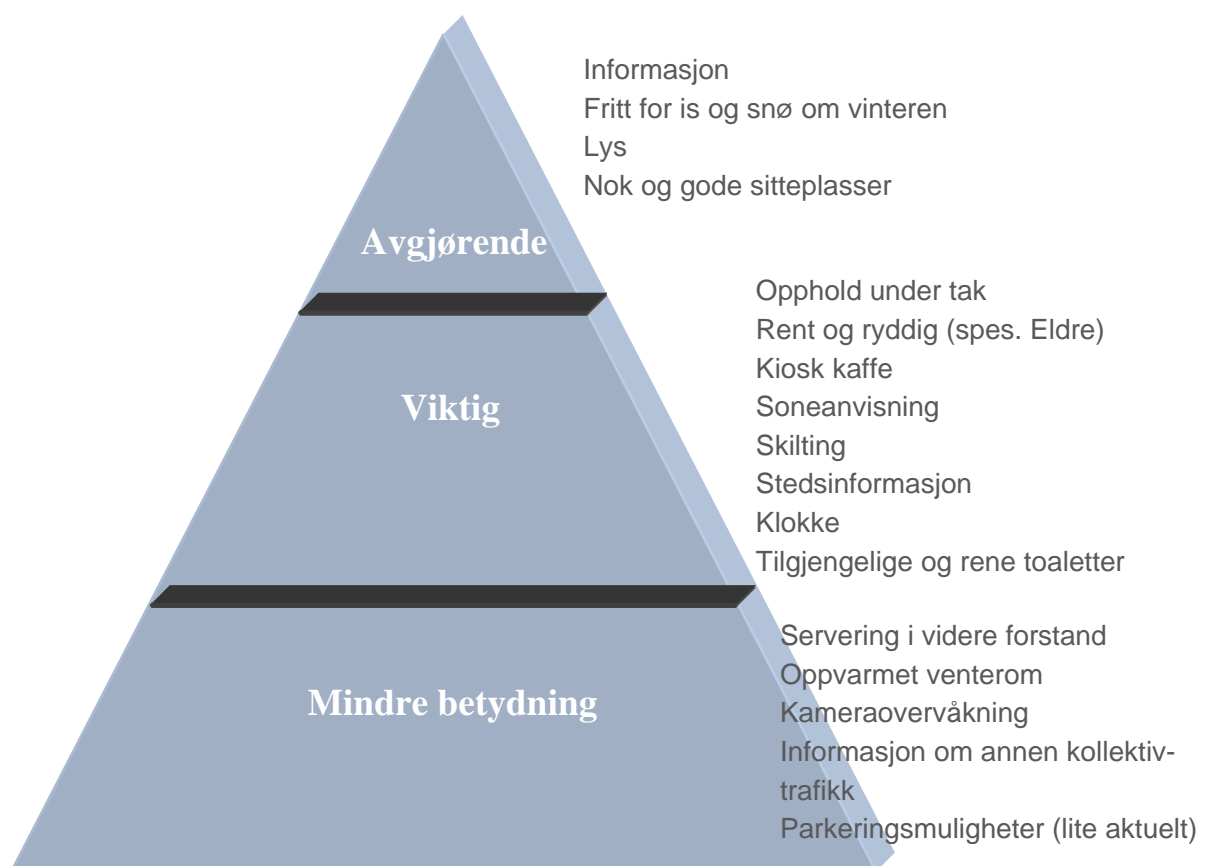 Informasjon
Fritt for is og snø om vinteren
Lys
Nok og gode sitteplasser
Avgjørende
Opphold under tak
Rent og ryddig (spes. Eldre)
Kiosk kaffe
Soneanvisning
Skilting
Stedsinformasjon
Klokke
Tilgjengelige og rene toaletter
Viktig
Servering i videre forstand
Oppvarmet venterom
Kameraovervåkning
Informasjon om annen kollektiv-
trafikk
Parkeringsmuligheter (lite aktuelt)
Mindre betydning